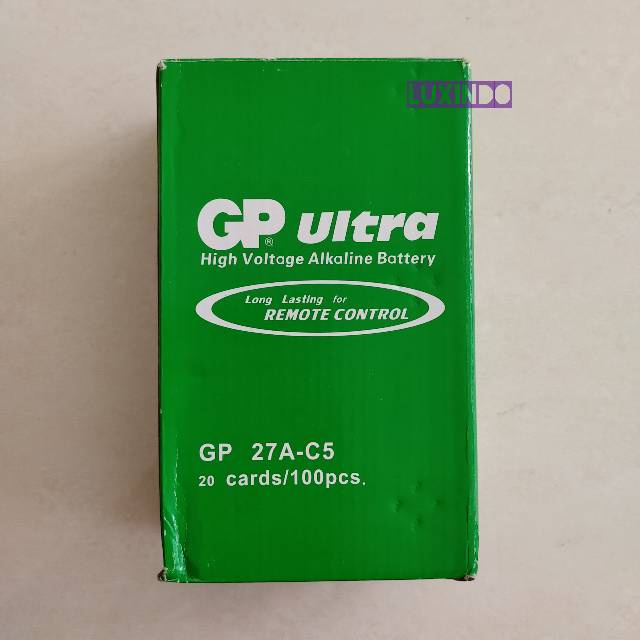 LUXINDO
GP® Ultra
High Voltage Alkaline Battery
Long Lasting for
REMOTE CONTROL
GP 27A-C5
20 cards/100pcs.